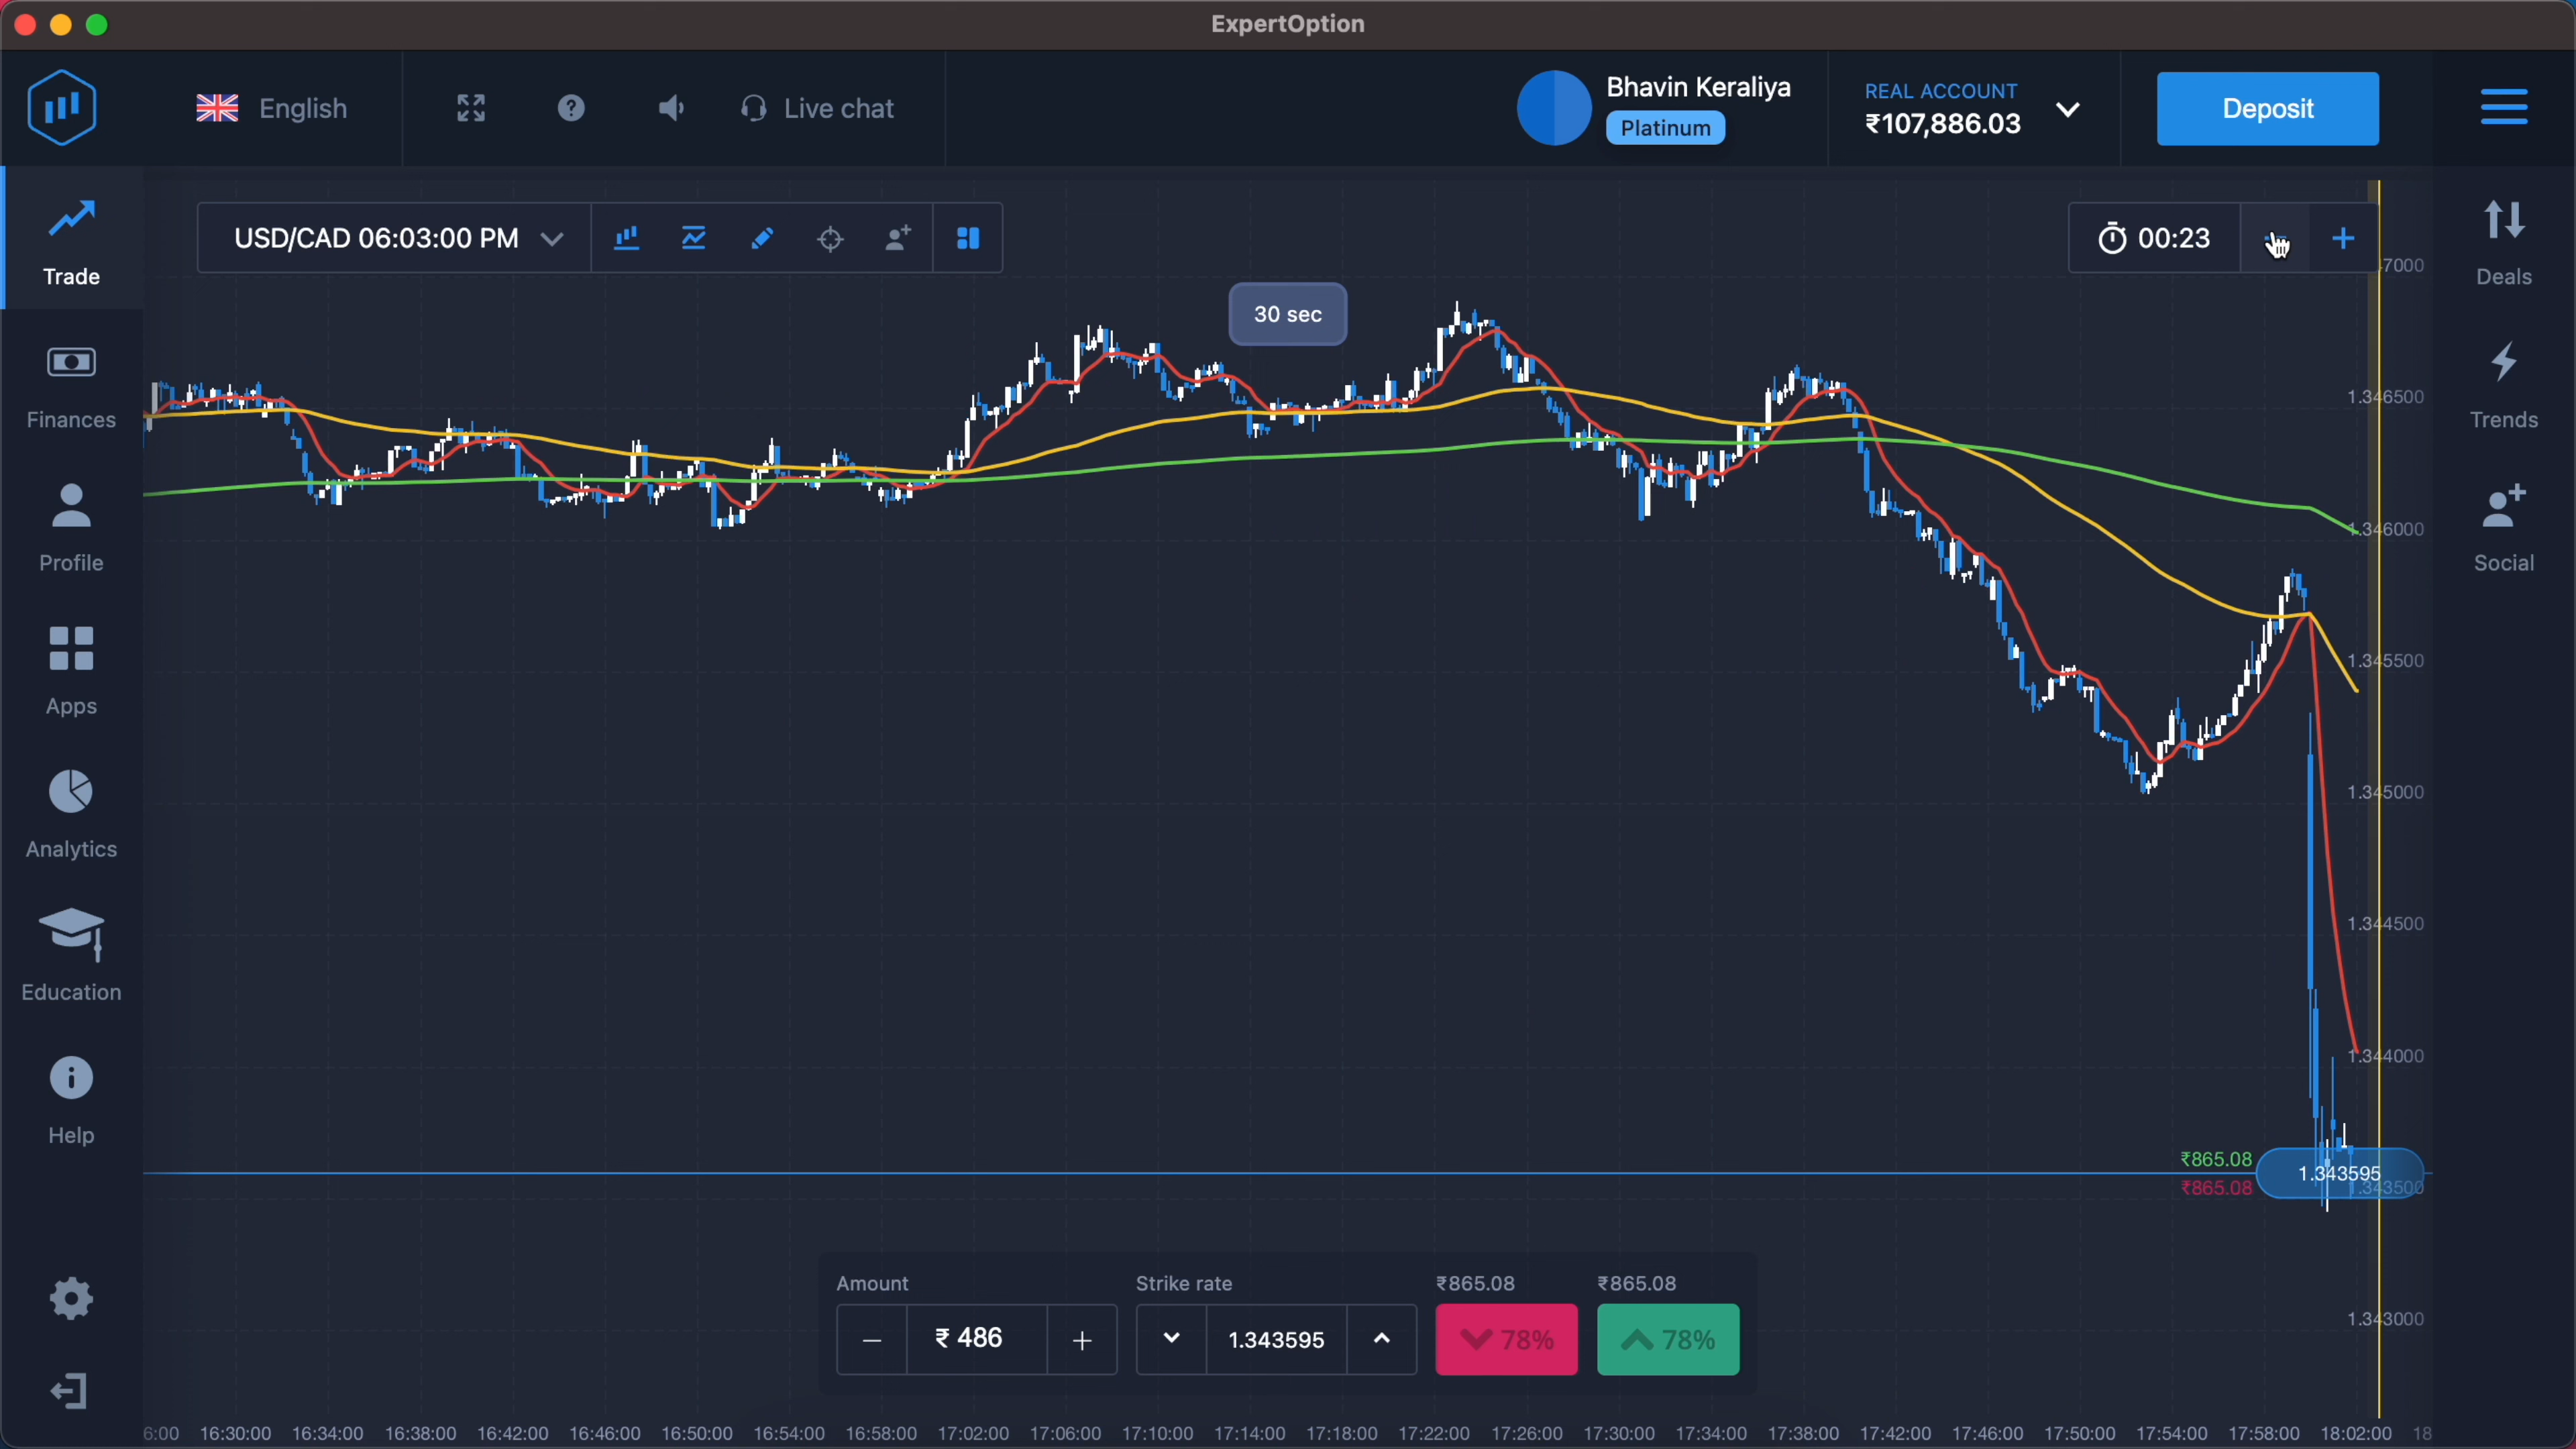 ExpertOption
English
Live chat
Bhavin Keraliya
Platinum
REAL ACCOUNT
₹107,886.03
Deposit
Trade
USD/CAD 06:03:00 PM
00:23
30 sec
Deals
Finances
Trends
Profile
Social
Apps
Analytics
Education
Help
7000
1.346500
1.346000
1.345500
1.345000
1.344500
1.344000
₹865.08
1.343595
₹865.08
1.343500
1.343000
Amount
Strike rate
₹865.08
₹865.08
₹ 486
1.343595
78%
78%
6:00 16:30:00 16:34:00 16:38:00 16:42:00 16:46:00 16:50:00 16:54:00 16:58:00 17:02:00 17:06:00 17:10:00 17:14:00 17:18:00 17:22:00 17:26:00 17:30:00 17:34:00 17:38:00 17:42:00 17:46:00 17:50:00 17:54:00 17:58:00 18:02:00 18